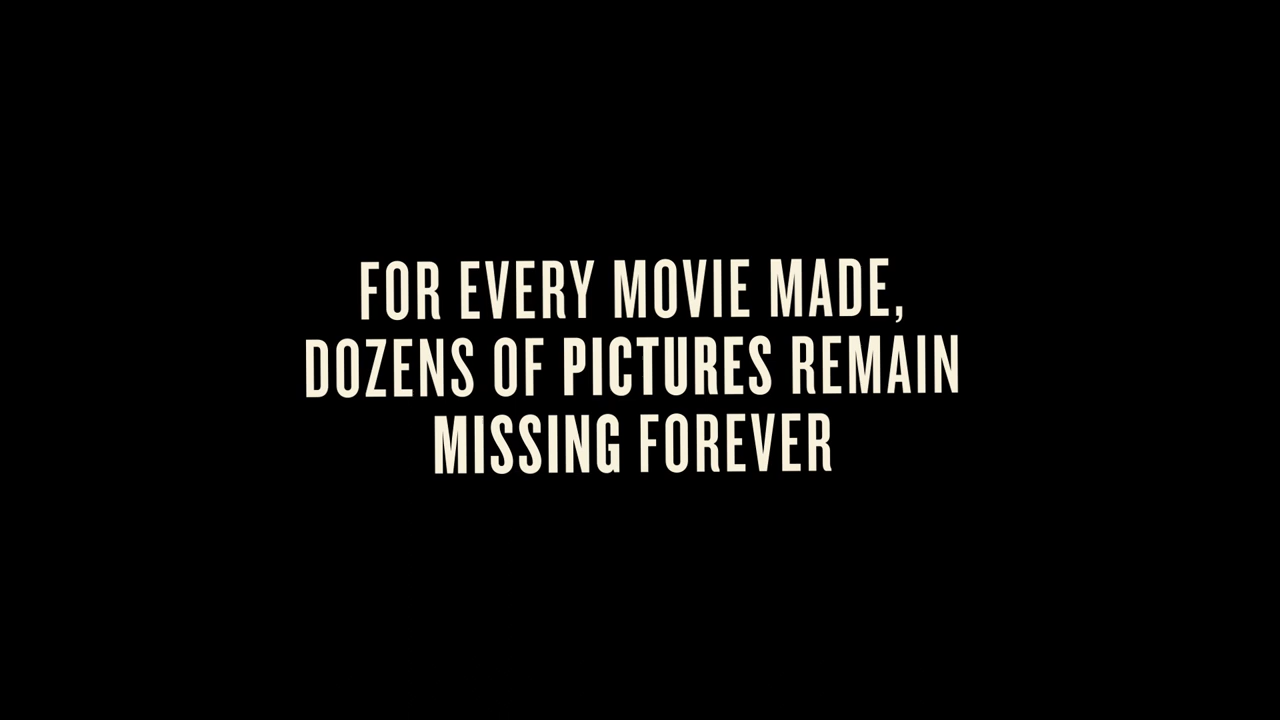 FOR EVERY MOVIE MADE,
DOZENS OF PICTURES REMAIN
MISSING FOREVER